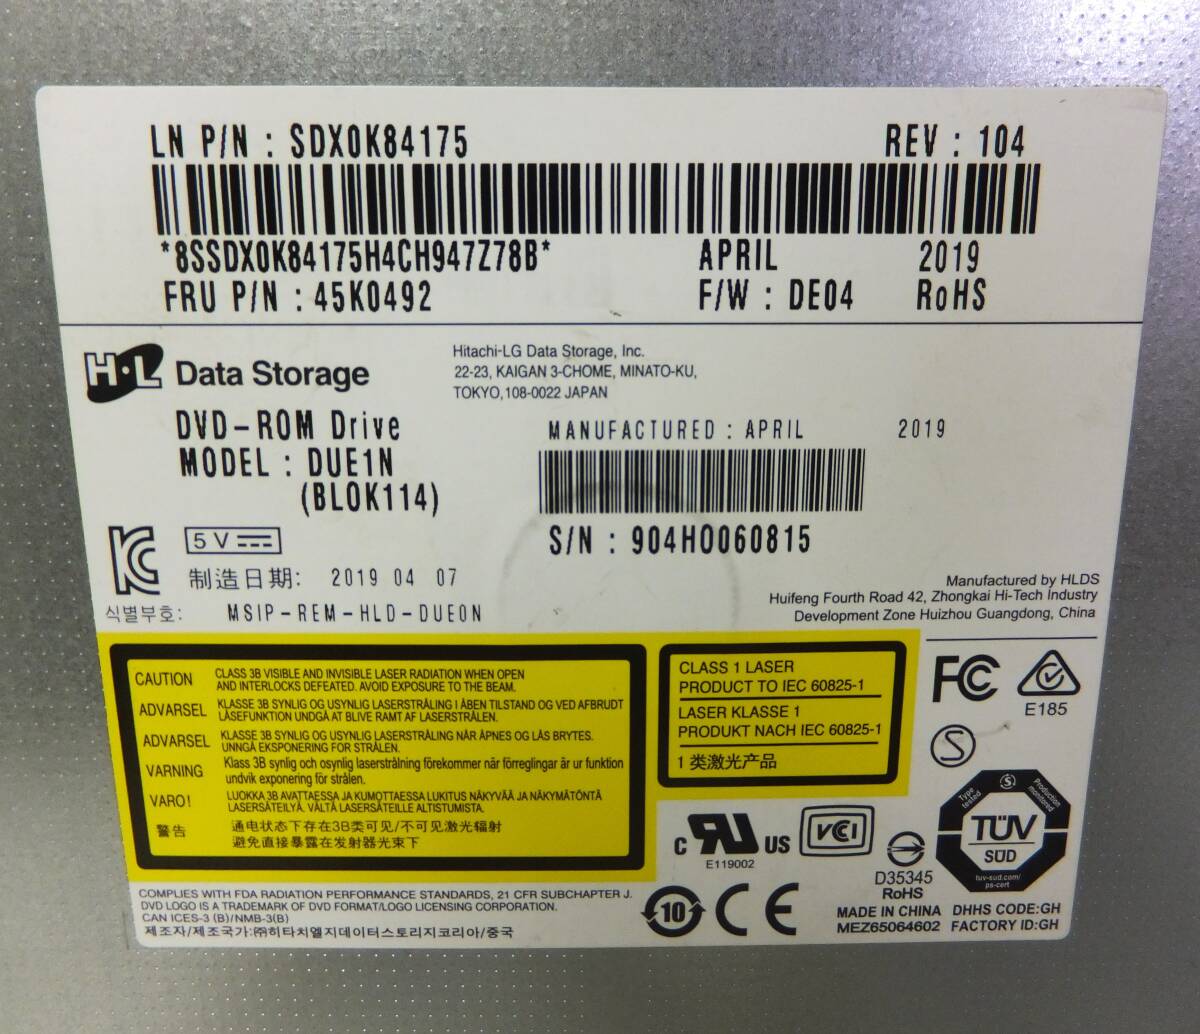 LN P/N : SDX0K84175 REV : 104
*8SSDX0K84175H4CH947Z78B* APRIL 2019
FRU P/N : 45K0492 F/W : DE04 RoHS
H·L Data Storage
Hitachi-LG Data Storage, Inc.
22-23, KAIGAN 3-CHOME, MINATO-KU,
TOKYO,108-0022 JAPAN
DVD-ROM Drive
MODEL : DUE1N
(BLOK114)
MANUFACTURED : APRIL 2019
S/N : 904HO060815
5 V
制造日期: 2019 04 07
식별부호: MSIP-REM-HLD-DUE0N
Manufactured by HLDS
Huifeng Fourth Road 42, Zhongkai Hi-Tech Industry
Development Zone Huizhou Guangdong, China
CAUTION CLASS 3B VISIBLE AND INVISIBLE LASER RADIATION WHEN OPEN
AND INTERLOCKS DEFEATED. AVOID EXPOSURE TO THE BEAM.
ADVARSEL KLASSE 3B SYNLIG OG USYNLIG LASERSTRÅLING I ÅBEN TILSTAND OG VED AFBRUDT
LÅSEFUNKTION UNDGÅ AT BLIVE RAMT AF LASERSTRÅLEN.
ADVARSEL KLASSE 3B SYNLIG OG USYNLIG LASERSTRÅLING NÅR ÅPNES OG LÅS BRYTES.
UNNGÅ EKSPONERING FOR STRÅLEN.
VARNING Klass 3B synlig och osynlig laserstrålning förekommer när förreglingar är ur funktion
undvik exponering för strålen.
VARO! LUOKKA 3B AVATTAESSA JA KUMOTTAESSA LUKITUS NÄKYVÄÄ JA NÄKYMÄTÖNTÄ
LASERSÄTEILYÄ. VÄLTÄ LASERSÄTEILLE ALTISTUMISTA.
警告 通电状态下存在3B类可见/不可见激光辐射
避免直接暴露在发射器光束下
CLASS 1 LASER
PRODUCT TO IEC 60825-1
LASER KLASSE 1
PRODUKT NACH IEC 60825-1
1 类激光产品
FC
E185
S
c RU US
E119002
VCI
D35345
RoHS
Type tested
Production monitored
TÜV
SÜD
tuv-sud.com/
ps-cert
COMPLIES WITH FDA RADIATION PERFORMANCE STANDARDS, 21 CFR SUBCHAPTER J.
DVD LOGO IS A TRADEMARK OF DVD FORMAT/LOGO LICENSING CORPORATION.
CAN ICES-3 (B)/NMB-3(B)
제조자/제조국가:㈜히타치엘지데이터스토리지코리아/중국
10 CE
MADE IN CHINA DHHS CODE:GH
MEZ65064602 FACTORY ID:GH